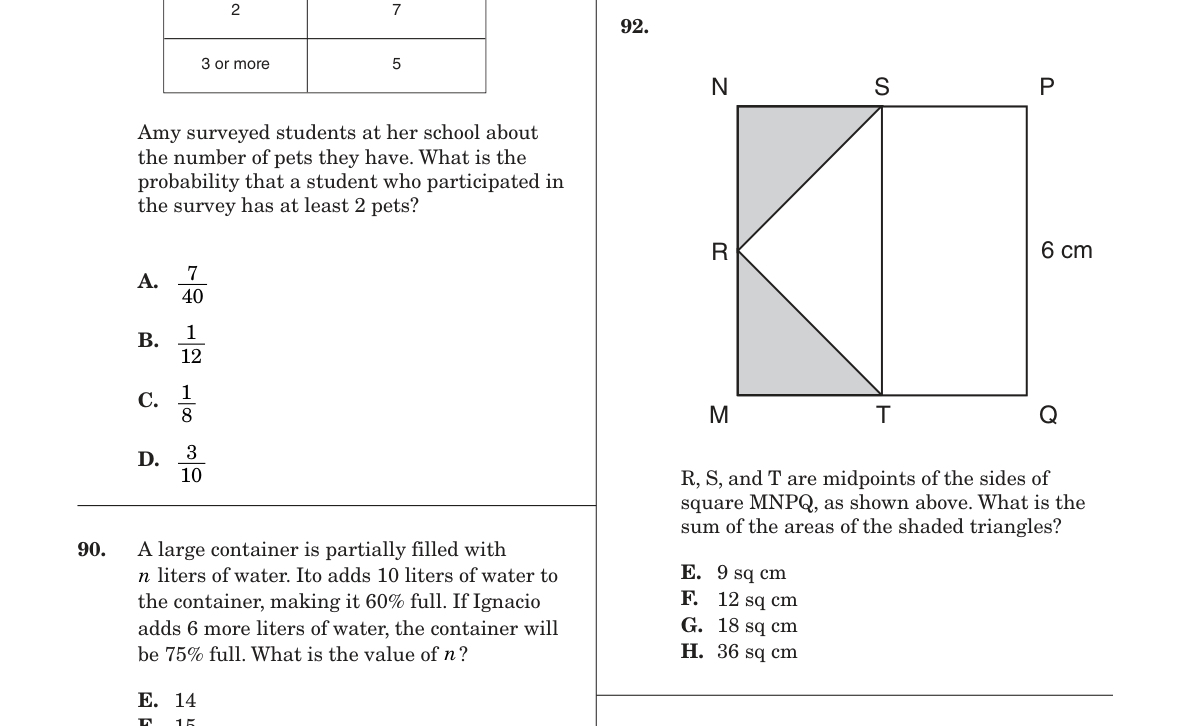 2 7
3 or more 5
Amy surveyed students at her school about
the number of pets they have. What is the
probability that a student who participated in
the survey has at least 2 pets?
A. 7/40
B. 1/12
C. 1/8
D. 3/10
90. A large container is partially filled with
n liters of water. Ito adds 10 liters of water to
the container, making it 60% full. If Ignacio
adds 6 more liters of water, the container will
be 75% full. What is the value of n?
E. 14
F. 15
92.
N S P
R 6 cm
M T Q
R, S, and T are midpoints of the sides of
square MNPQ, as shown above. What is the
sum of the areas of the shaded triangles?
E. 9 sq cm
F. 12 sq cm
G. 18 sq cm
H. 36 sq cm